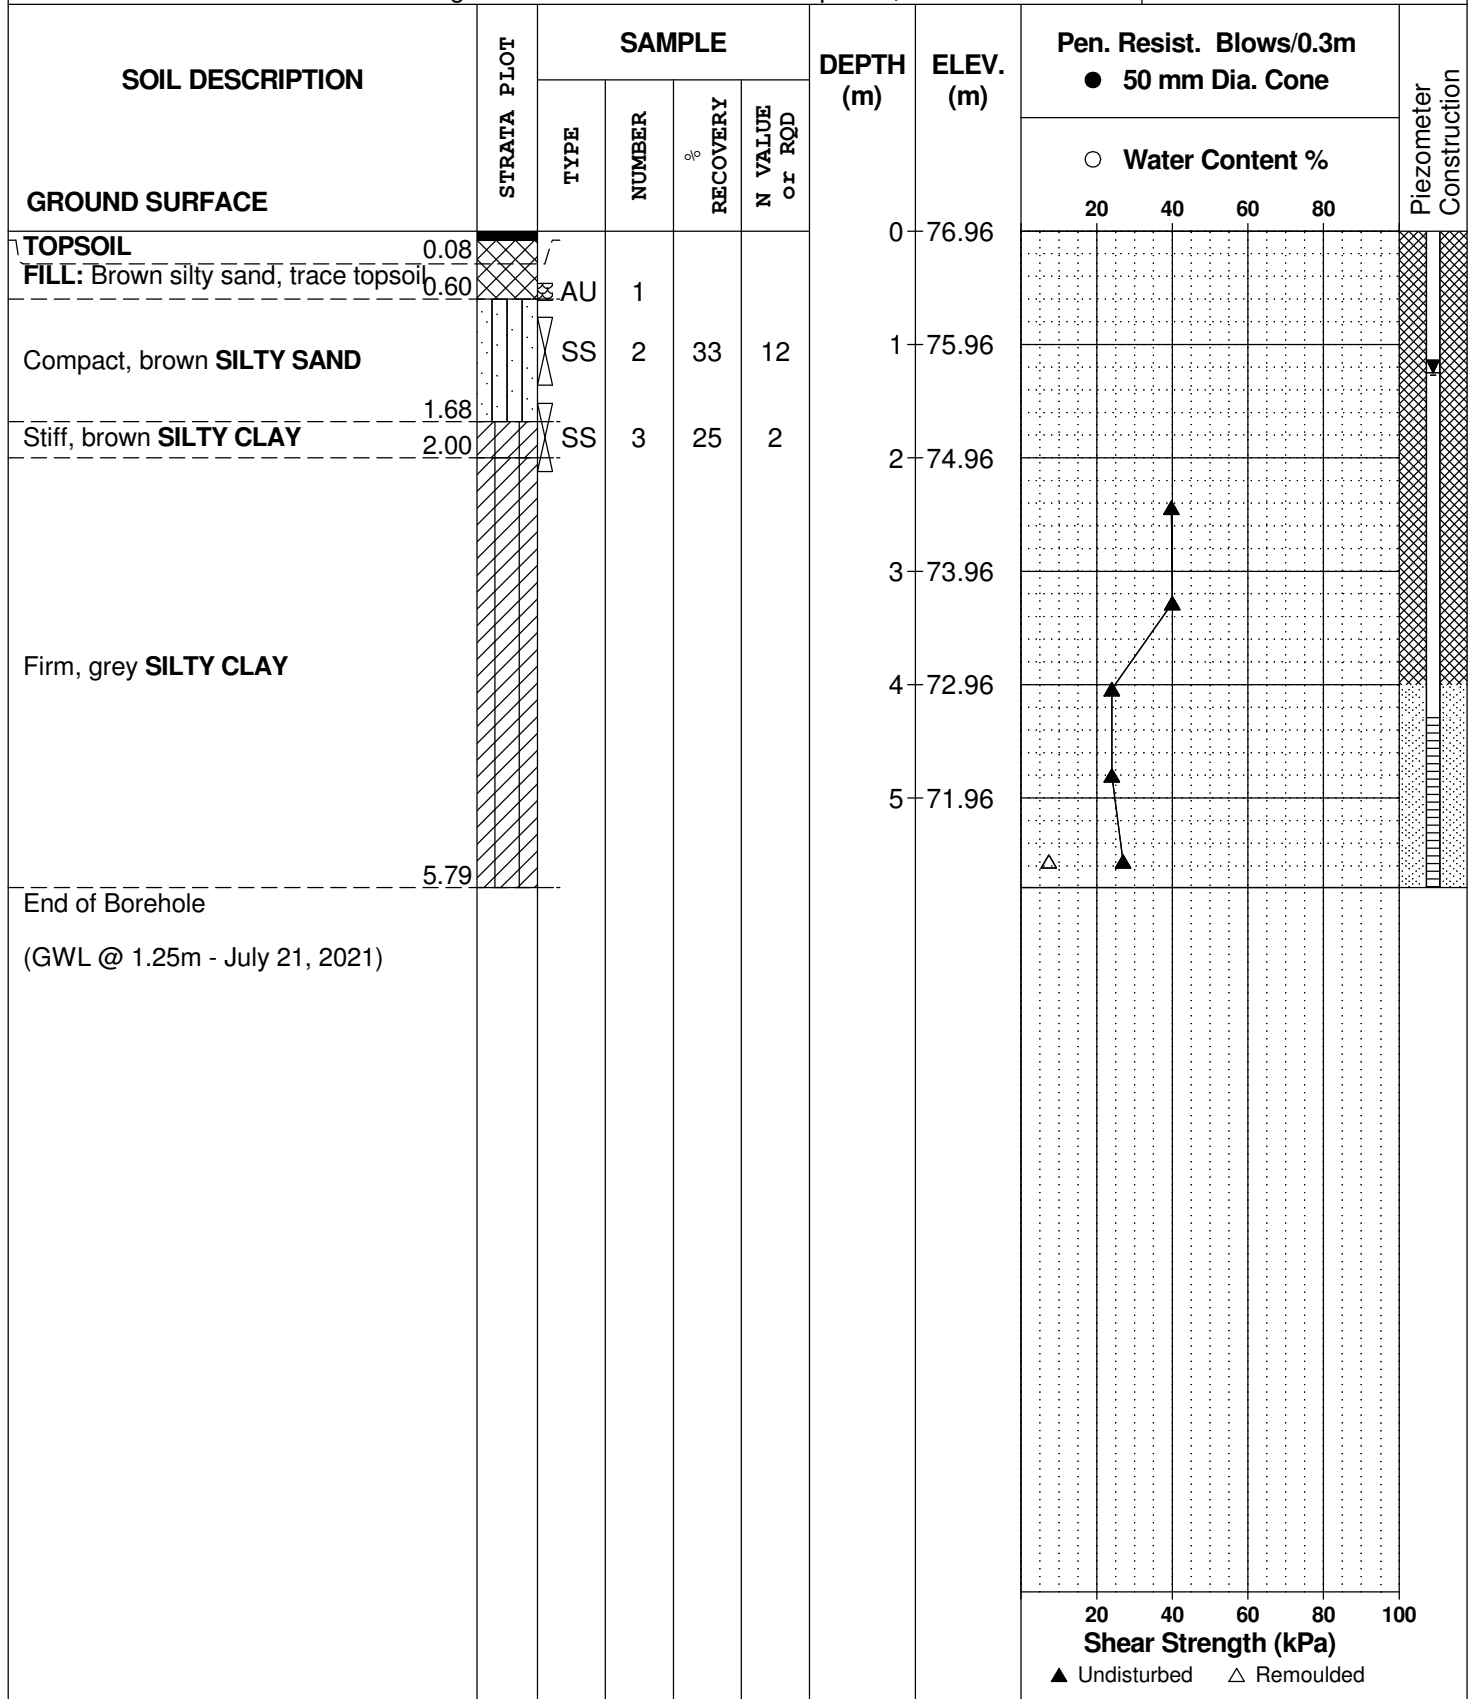 SOIL DESCRIPTION
GROUND SURFACE
STRATA PLOT
SAMPLE
TYPE
NUMBER
%
RECOVERY
N VALUE
or RQD
DEPTH
(m)
ELEV.
(m)
Pen. Resist. Blows/0.3m
● 50 mm Dia. Cone
○ Water Content %
20 40 60 80
Piezometer
Construction
0 76.96
TOPSOIL 0.08
FILL: Brown silty sand, trace topsoil 0.60
AU 1
Compact, brown SILTY SAND
SS 2 33 12
1 75.96
1.68
Stiff, brown SILTY CLAY 2.00
SS 3 25 2
2 74.96
3 73.96
Firm, grey SILTY CLAY
4 72.96
5 71.96
5.79
End of Borehole
(GWL @ 1.25m - July 21, 2021)
20 40 60 80 100
Shear Strength (kPa)
▲ Undisturbed △ Remoulded